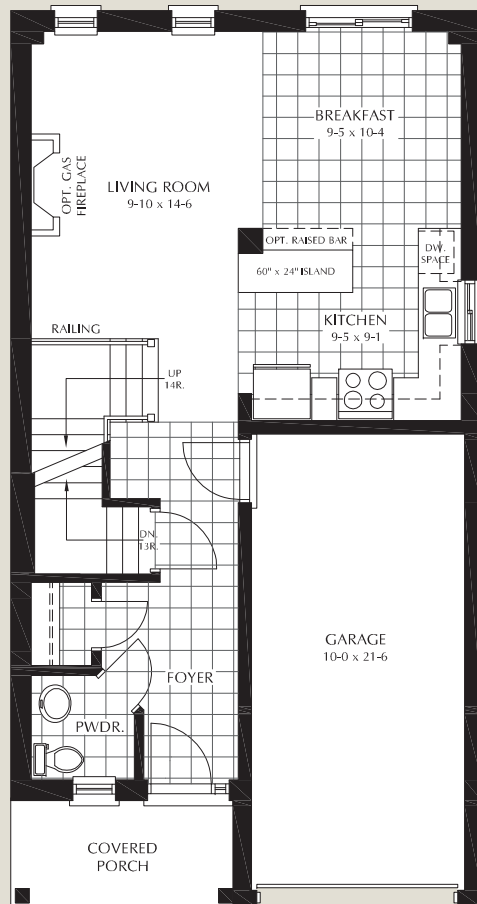 BREAKFAST
9-5 x 10-4
OPT. GAS
FIREPLACE
LIVING ROOM
9-10 x 14-6
OPT. RAISED BAR
DW.
SPACE
60" x 24" ISLAND
KITCHEN
9-5 x 9-1
RAILING
UP
14R.
DN.
13R.
GARAGE
10-0 x 21-6
FOYER
PWDR.
COVERED
PORCH